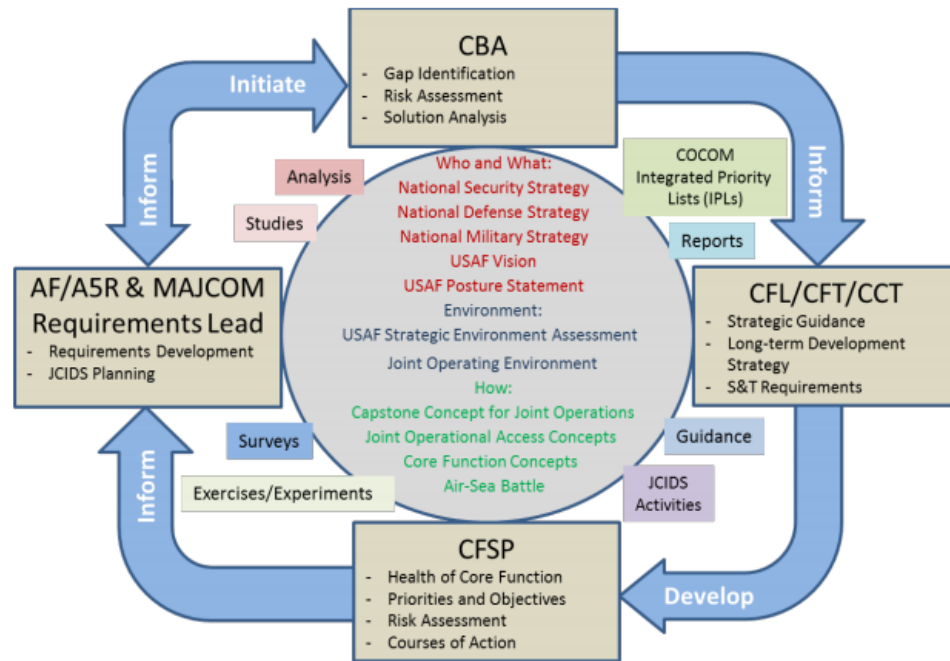 CBA
- Gap Identification
- Risk Assessment
- Solution Analysis
Initiate
Inform
Inform
Analysis
Studies
COCOM
Integrated Priority
Lists (IPLs)
Reports
Who and What:
National Security Strategy
National Defense Strategy
National Military Strategy
USAF Vision
USAF Posture Statement
Environment:
USAF Strategic Environment Assessment
Joint Operating Environment
How:
Capstone Concept for Joint Operations
Joint Operational Access Concepts
Core Function Concepts
Air-Sea Battle
AF/A5R & MAJCOM
Requirements Lead
- Requirements Development
- JCIDS Planning
CFL/CFT/CCT
- Strategic Guidance
- Long-term Development
Strategy
- S&T Requirements
Surveys
Exercises/Experiments
Guidance
JCIDS
Activities
Inform
Develop
CFSP
- Health of Core Function
- Priorities and Objectives
- Risk Assessment
- Courses of Action